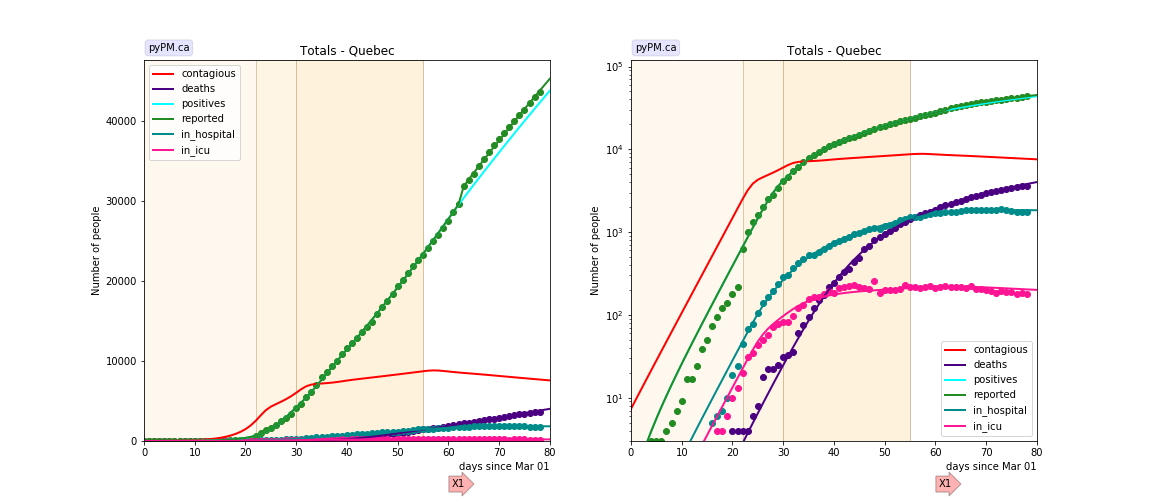 pyPM.ca
Totals - Quebec
Number of people
contagious
deaths
positives
reported
in_hospital
in_icu
40000
30000
20000
10000
0
0 10 20 30 40 50 60 70 80
days since Mar 01
X1
pyPM.ca
Totals - Quebec
Number of people
10^5
10^4
10^3
10^2
10^1
contagious
deaths
positives
reported
in_hospital
in_icu
0 10 20 30 40 50 60 70 80
days since Mar 01
X1